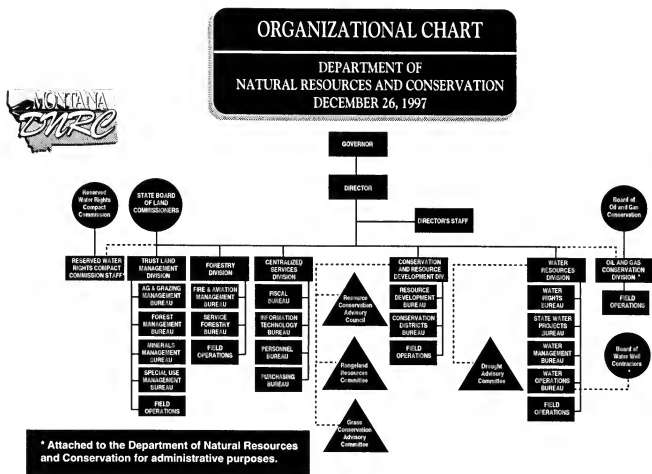 ORGANIZATIONAL CHART
DEPARTMENT OF
NATURAL RESOURCES AND CONSERVATION
DECEMBER 26, 1997
MONTANA
DNRC
GOVERNOR
DIRECTOR
DIRECTOR'S STAFF
Reserved
Water Rights
Compact
Commission
STATE BOARD
OF LAND
COMMISSIONERS
Board of
Oil and Gas
Conservation
RESERVED WATER
RIGHTS COMPACT
COMMISSION STAFF*
TRUST LAND
MANAGEMENT
DIVISION
AG & GRAZING
MANAGEMENT
BUREAU
FOREST
MANAGEMENT
BUREAU
MINERALS
MANAGEMENT
BUREAU
SPECIAL USE
MANAGEMENT
BUREAU
FIELD
OPERATIONS
FORESTRY
DIVISION
FIRE & AVIATION
MANAGEMENT
BUREAU
SERVICE
FORESTRY
BUREAU
FIELD
OPERATIONS
CENTRALIZED
SERVICES
DIVISION
FISCAL
BUREAU
INFORMATION
TECHNOLOGY
BUREAU
PERSONNEL
BUREAU
PURCHASING
BUREAU
Resource
Conservation
Advisory
Council
Rangeland
Resources
Committee
Grass
Conservation
Advisory
Committee
CONSERVATION
AND RESOURCE
DEVELOPMENT DIV.
RESOURCE
DEVELOPMENT
BUREAU
CONSERVATION
DISTRICTS
BUREAU
FIELD
OPERATIONS
Drought
Advisory
Committee
WATER
RESOURCES
DIVISION
WATER
RIGHTS
BUREAU
STATE WATER
PROJECTS
BUREAU
WATER
MANAGEMENT
BUREAU
WATER
OPERATIONS
BUREAU
FIELD
OPERATIONS
OIL AND GAS
CONSERVATION
DIVISION *
FIELD
OPERATIONS
Board of
Water Well
Contractors
*
* Attached to the Department of Natural Resources
and Conservation for administrative purposes.